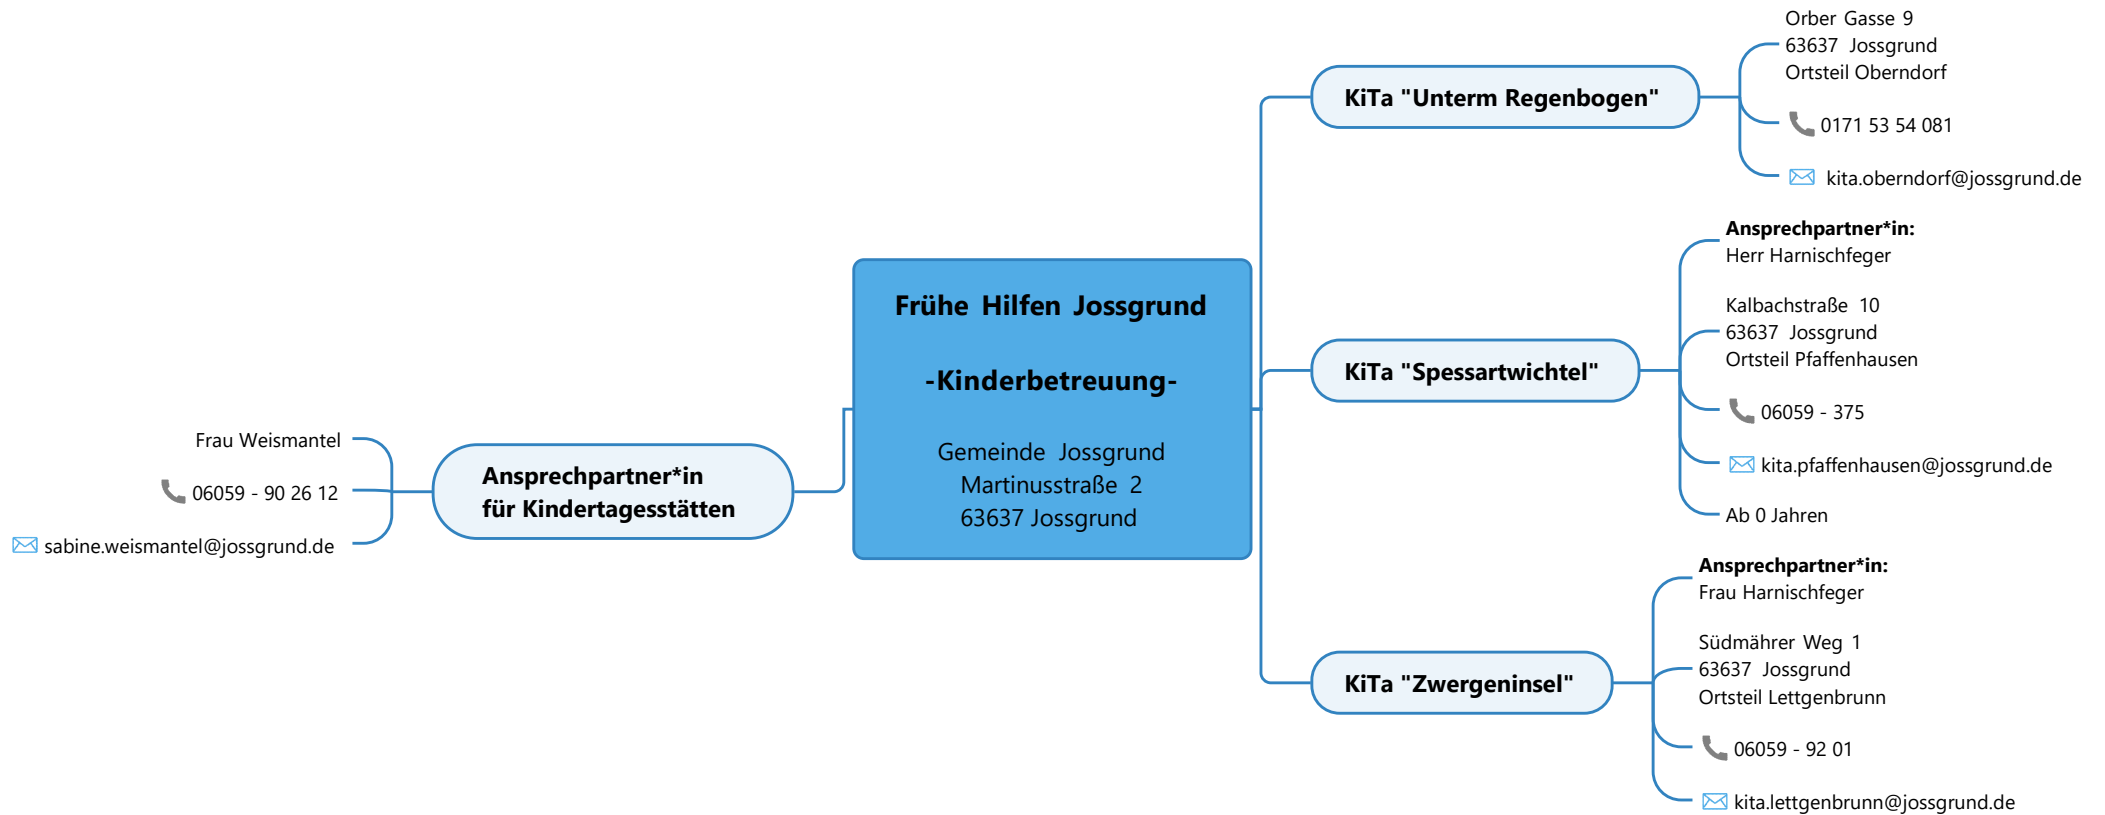 Frühe Hilfen Jossgrund
-Kinderbetreuung-
Gemeinde Jossgrund
Martinusstraße 2
63637 Jossgrund
Ansprechpartner*in
für Kindertagesstätten
Frau Weismantel
06059 - 90 26 12
sabine.weismantel@jossgrund.de
KiTa "Unterm Regenbogen"
Orber Gasse 9
63637 Jossgrund
Ortsteil Oberndorf
0171 53 54 081
kita.oberndorf@jossgrund.de
KiTa "Spessartwichtel"
Ansprechpartner*in:
Herr Harnischfeger
Kalbachstraße 10
63637 Jossgrund
Ortsteil Pfaffenhausen
06059 - 375
kita.pfaffenhausen@jossgrund.de
Ab 0 Jahren
KiTa "Zwergeninsel"
Ansprechpartner*in:
Frau Harnischfeger
Südmährer Weg 1
63637 Jossgrund
Ortsteil Lettgenbrunn
06059 - 92 01
kita.lettgenbrunn@jossgrund.de